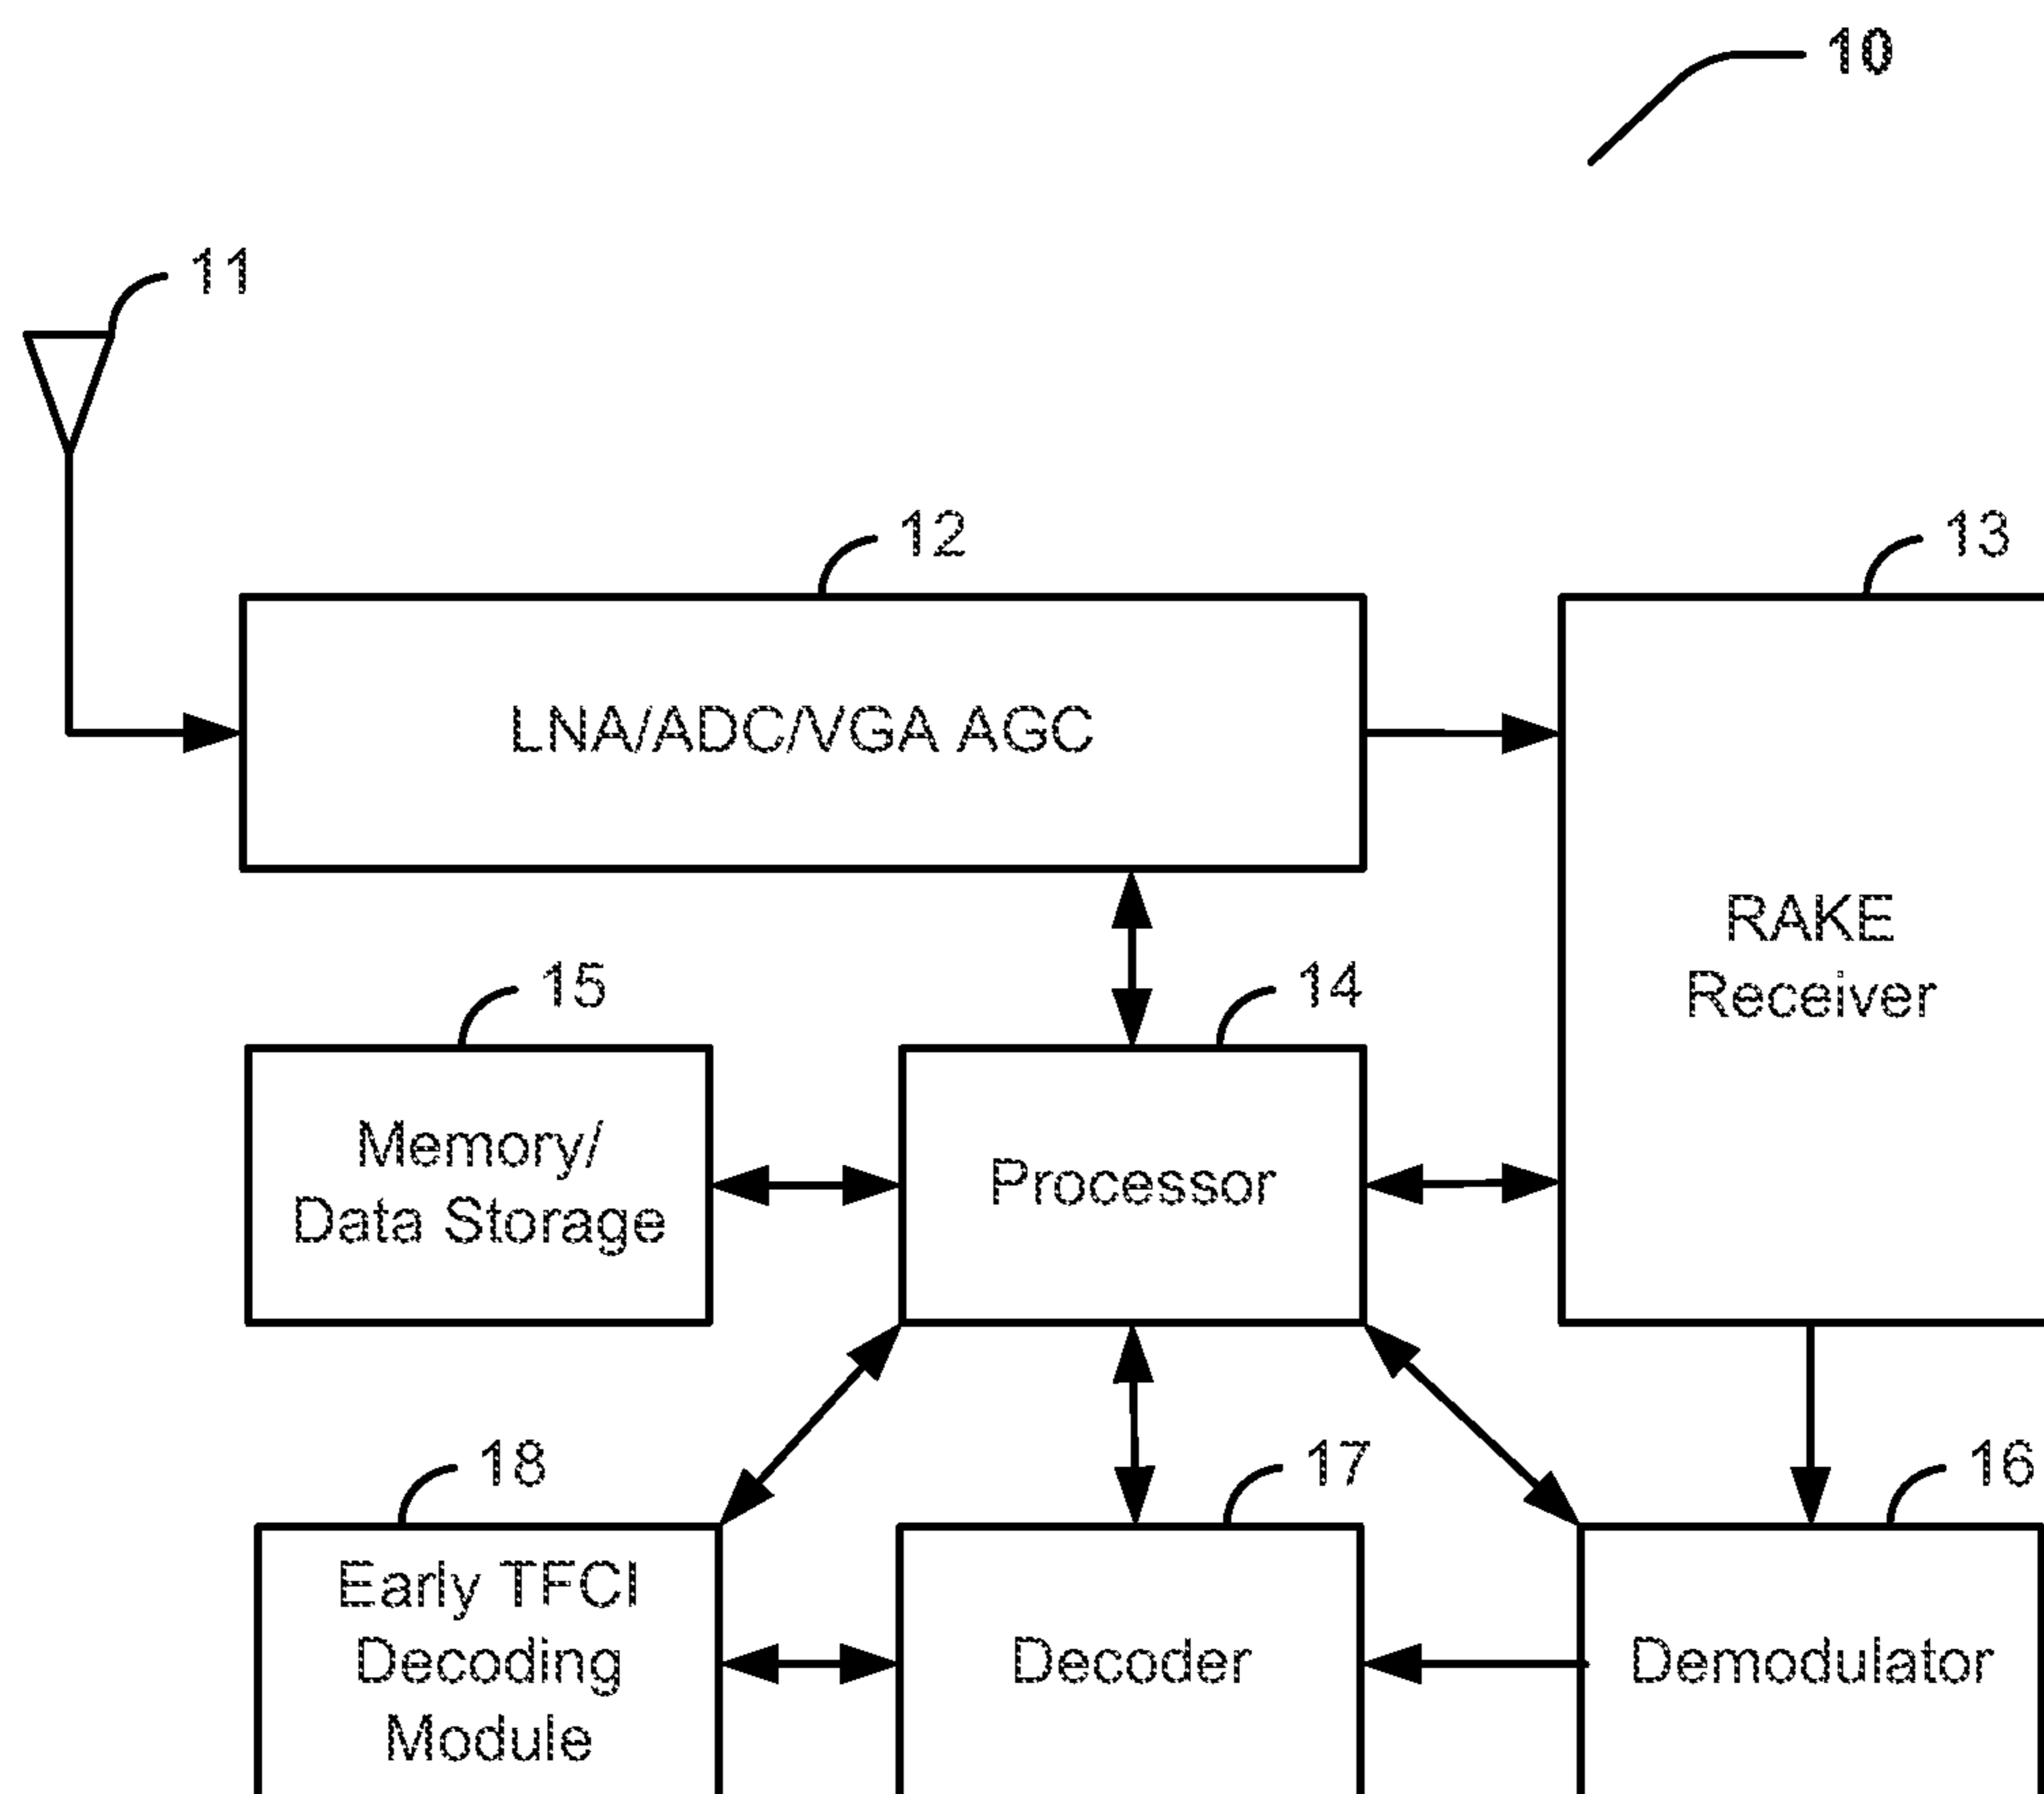 10
11
12
13
LNA/ADC/VGA AGC
RAKE
Receiver
15
14
Memory/
Data Storage
Processor
18
17
16
Early TFCI
Decoding
Module
Decoder
Demodulator